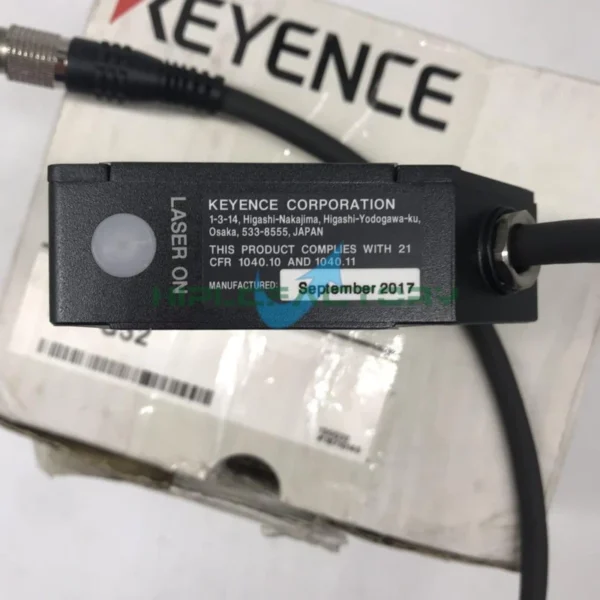 KEYENCE
LASER ON
KEYENCE CORPORATION
1-3-14, Higashi-Nakajima, Higashi-Yodogawa-ku,
Osaka, 533-8555, JAPAN
THIS PRODUCT COMPLIES WITH 21
CFR 1040.10 AND 1040.11
MANUFACTURED: September 2017
HIPLCFACTORY